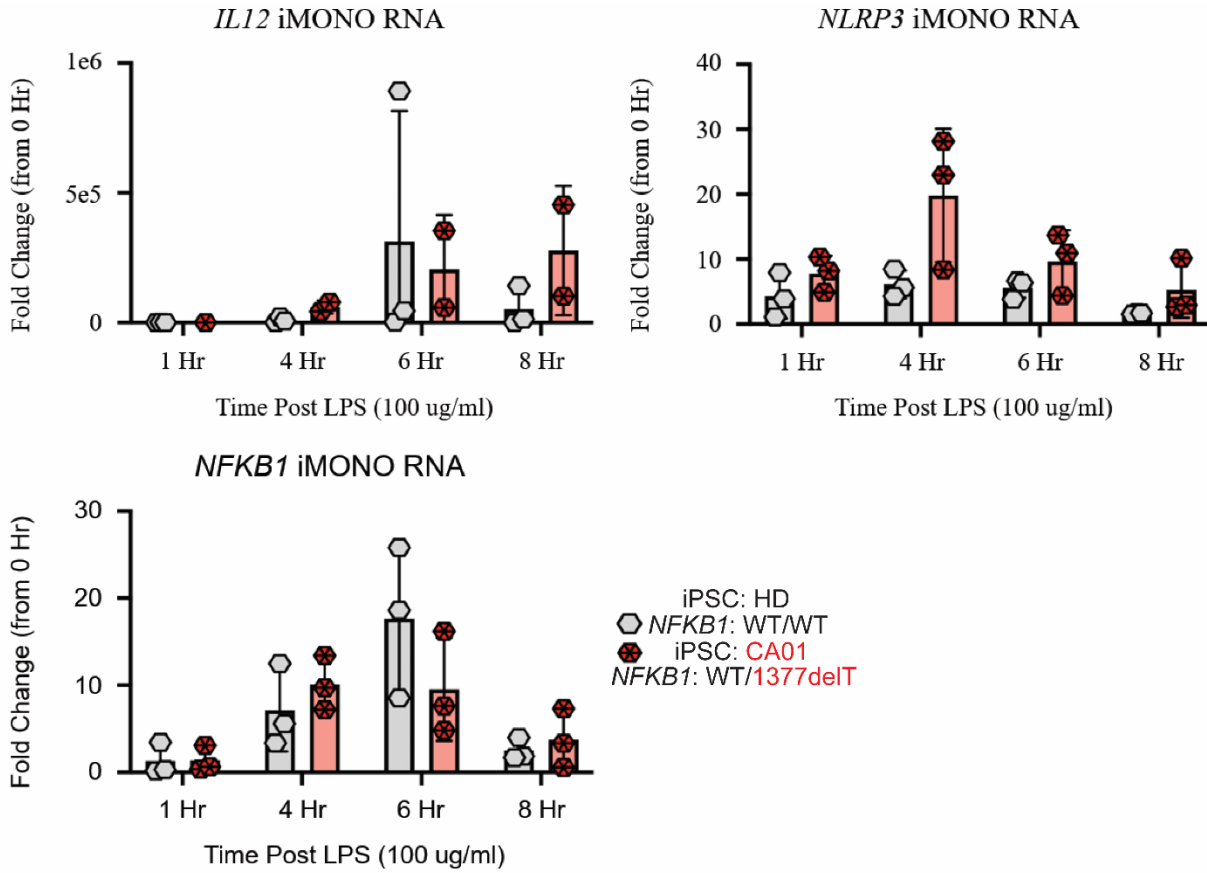 IL12 iMONO RNA
Fold Change (from 0 Hr)
1e6
5e5
0
1 Hr 4 Hr 6 Hr 8 Hr
Time Post LPS (100 ug/ml)
NLRP3 iMONO RNA
Fold Change (from 0 Hr)
40
30
20
10
0
1 Hr 4 Hr 6 Hr 8 Hr
Time Post LPS (100 ug/ml)
NFKB1 iMONO RNA
Fold Change (from 0 Hr)
30
20
10
0
1 Hr 4 Hr 6 Hr 8 Hr
Time Post LPS (100 ug/ml)
iPSC: HD
NFKB1: WT/WT
iPSC: CA01
NFKB1: WT/1377delT